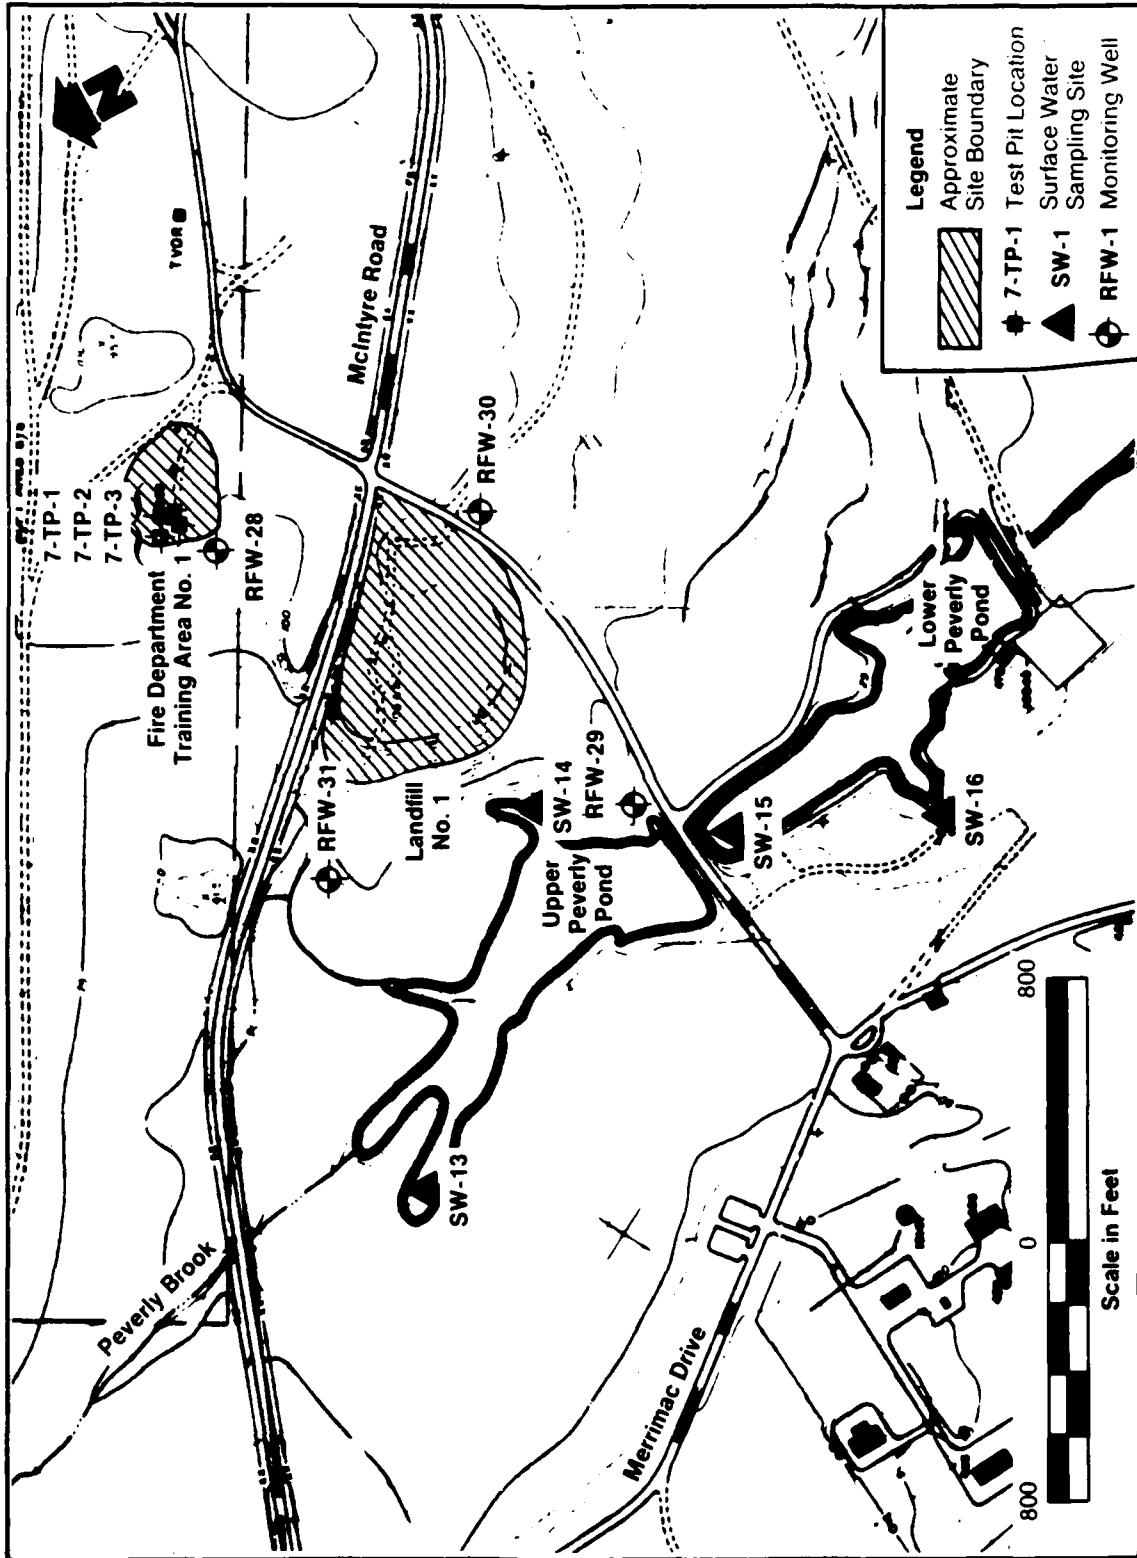 N
TVOR
McIntyre Road
7-TP-1
7-TP-2
7-TP-3
Fire Department
Training Area No. 1
RFW-28
RFW-30
RFW-31
Landfill
No. 1
SW-14
RFW-29
Upper
Peverly
Pond
SW-15
Lower
Peverly
Pond
SW-16
SW-13
Peverly Brook
Merrimac Drive
Legend
Approximate
Site Boundary
7-TP-1 Test Pit Location
SW-1 Surface Water
Sampling Site
RFW-1 Monitoring Well
800 0 800
Scale in Feet